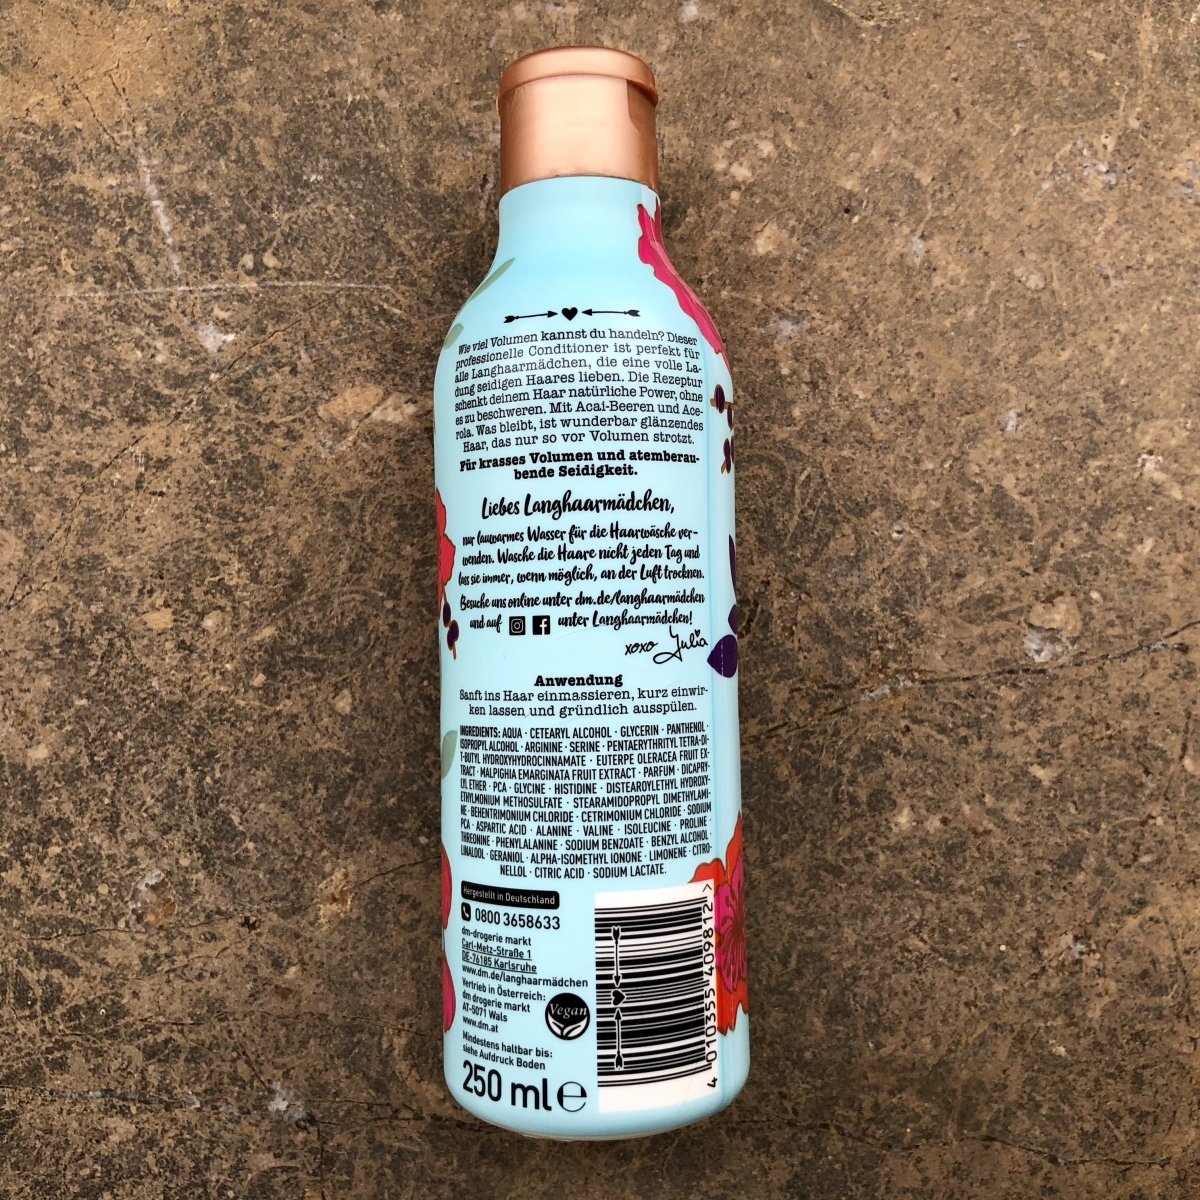 Wie viel Volumen kannst du handeln? Dieser
professionelle Conditioner ist perfekt für
alle Langhaarmädchen, die eine volle La-
dung seidigen Haares lieben. Die Rezeptur
schenkt deinem Haar natürliche Power, ohne
es zu beschweren. Mit Acai-Beeren und Ace-
rola. Was bleibt, ist wunderbar glänzendes
Haar, das nur so vor Volumen strotzt.
Für krasses Volumen und atemberau-
bende Seidigkeit.
Liebes Langhaarmädchen,
nur lauwarmes Wasser für die Haarwäsche ver-
wenden. Wasche die Haare nicht jeden Tag und
lass sie immer, wenn möglich, an der Luft trocknen.
Besuche uns online unter dm.de/langhaarmädchen
und auf unter Langhaarmädchen!
xoxo Julia
Anwendung
Sanft ins Haar einmassieren, kurz einwir-
ken lassen und gründlich ausspülen.
INGREDIENTS: AQUA · CETEARYL ALCOHOL · GLYCERIN · PANTHENOL ·
ISOPROPYL ALCOHOL · ARGININE · SERINE · PENTAERYTHRITYL TETRA-DI-
T-BUTYL HYDROXYHYDROCINNAMATE · EUTERPE OLERACEA FRUIT EX-
TRACT · MALPIGHIA EMARGINATA FRUIT EXTRACT · PARFUM · DICAPRY-
LYL ETHER · PCA · GLYCINE · HISTIDINE · DISTEAROYLETHYL HYDROXY-
ETHYLMONIUM METHOSULFATE · STEARAMIDOPROPYL DIMETHYLAMI-
NE · BEHENTRIMONIUM CHLORIDE · CETRIMONIUM CHLORIDE · SODIUM
PCA · ASPARTIC ACID · ALANINE · VALINE · ISOLEUCINE · PROLINE ·
THREONINE · PHENYLALANINE · SODIUM BENZOATE · BENZYL ALCOHOL ·
LINALOOL · GERANIOL · ALPHA-ISOMETHYL IONONE · LIMONENE · CITRO-
NELLOL · CITRIC ACID · SODIUM LACTATE.
Hergestellt in Deutschland
0800 3658633
dm-drogerie markt
Carl-Metz-Straße 1
DE-76185 Karlsruhe
www.dm.de/langhaarmädchen
Vertrieb in Österreich:
dm drogerie markt
AT-5071 Wals
www.dm.at
Vegan
Mindestens haltbar bis:
siehe Aufdruck Boden
250 ml ℮
4 010355 409812 >